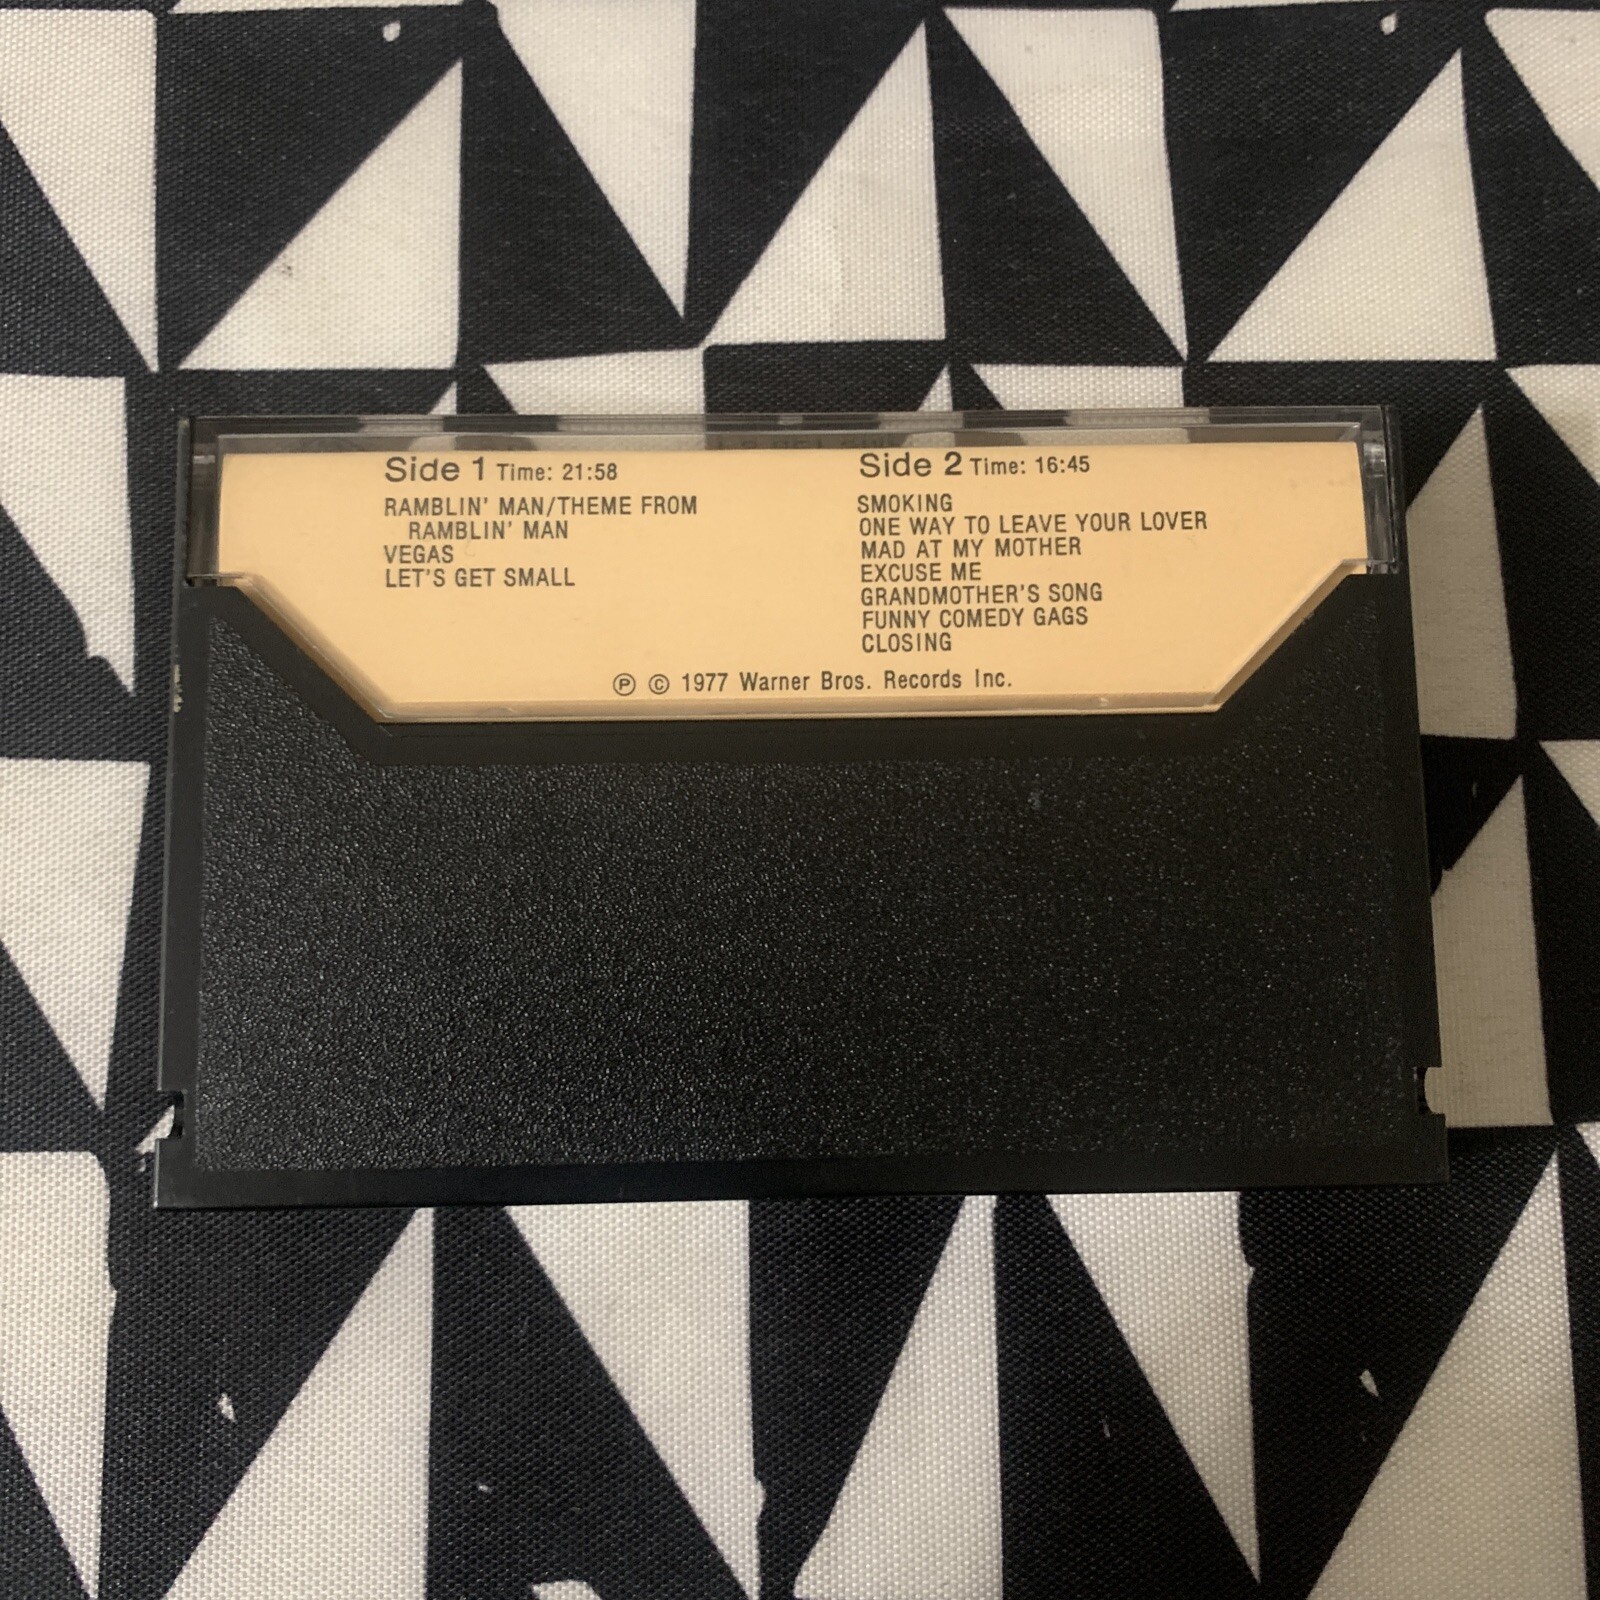 Side 1 Time: 21:58
RAMBLIN' MAN/THEME FROM
RAMBLIN' MAN
VEGAS
LET'S GET SMALL
Side 2 Time: 16:45
SMOKING
ONE WAY TO LEAVE YOUR LOVER
MAD AT MY MOTHER
EXCUSE ME
GRANDMOTHER'S SONG
FUNNY COMEDY GAGS
CLOSING
Ⓟ © 1977 Warner Bros. Records Inc.